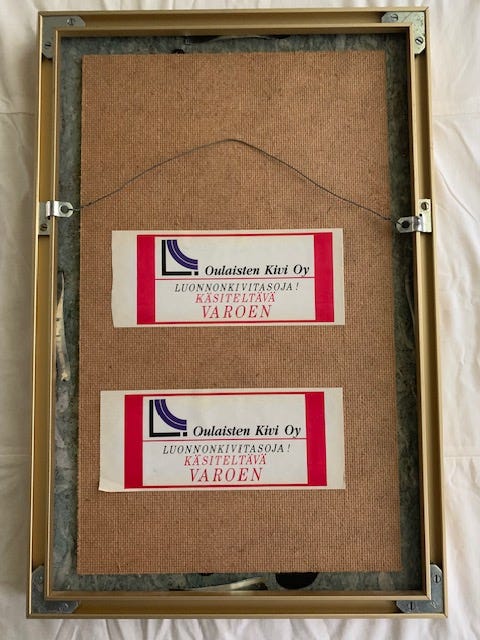 Oulaisten Kivi Oy
LUONNONKIVITASOJA!
KÄSITELTÄVÄ
VAROEN
Oulaisten Kivi Oy
LUONNONKIVITASOJA!
KÄSITELTÄVÄ
VAROEN